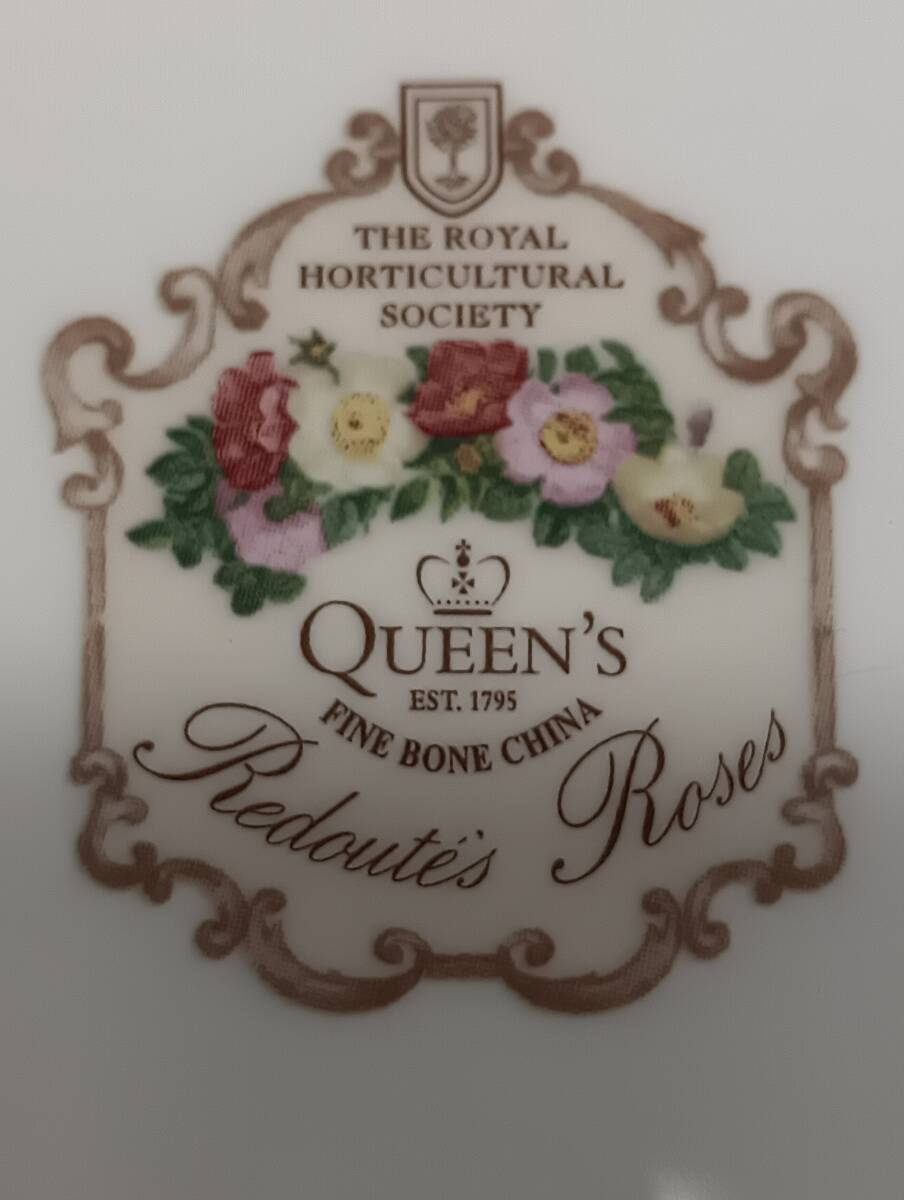 THE ROYAL
HORTICULTURAL
SOCIETY
QUEEN'S
EST. 1795
FINE BONE CHINA
Redouté's Roses